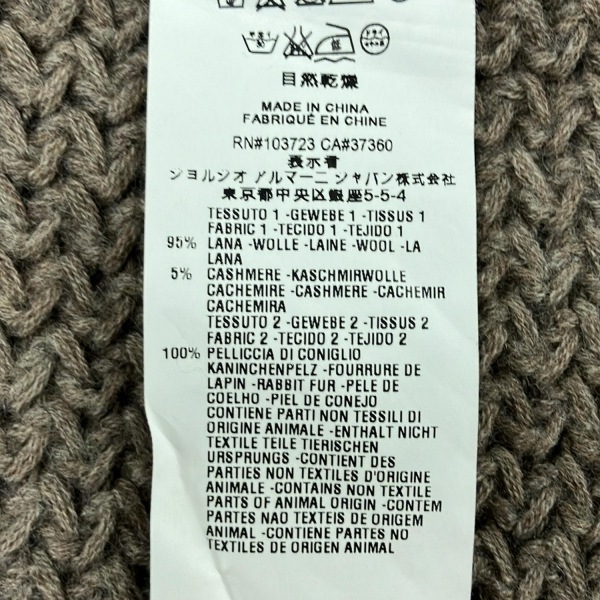 自然乾燥
MADE IN CHINA
FABRIQUÉ EN CHINE
RN#103723 CA#37360
表示者
ジョルジオ アルマーニ ジャパン株式会社
東京都中央区銀座5-5-4
TESSUTO 1 -GEWEBE 1 -TISSUS 1
FABRIC 1 -TECIDO 1 -TEJIDO 1
95% LANA -WOLLE -LAINE -WOOL -LA
LANA
5% CASHMERE -KASCHMIRWOLLE
CACHEMIRE -CASHMERE -CACHEMIR
CACHEMIRA
TESSUTO 2 -GEWEBE 2 -TISSUS 2
FABRIC 2 -TECIDO 2 -TEJIDO 2
100% PELLICCIA DI CONIGLIO
KANINCHENPELZ -FOURRURE DE
LAPIN -RABBIT FUR -PELE DE
COELHO -PIEL DE CONEJO
CONTIENE PARTI NON TESSILI DI
ORIGINE ANIMALE -ENTHALT NICHT
TEXTILE TEILE TIERISCHEN
URSPRUNGS -CONTIENT DES
PARTIES NON TEXTILES D'ORIGINE
ANIMALE -CONTAINS NON TEXTILE
PARTS OF ANIMAL ORIGIN -CONTEM
PARTES NAO TEXTEIS DE ORIGEM
ANIMAL -CONTIENE PARTES NO
TEXTILES DE ORIGEN ANIMAL